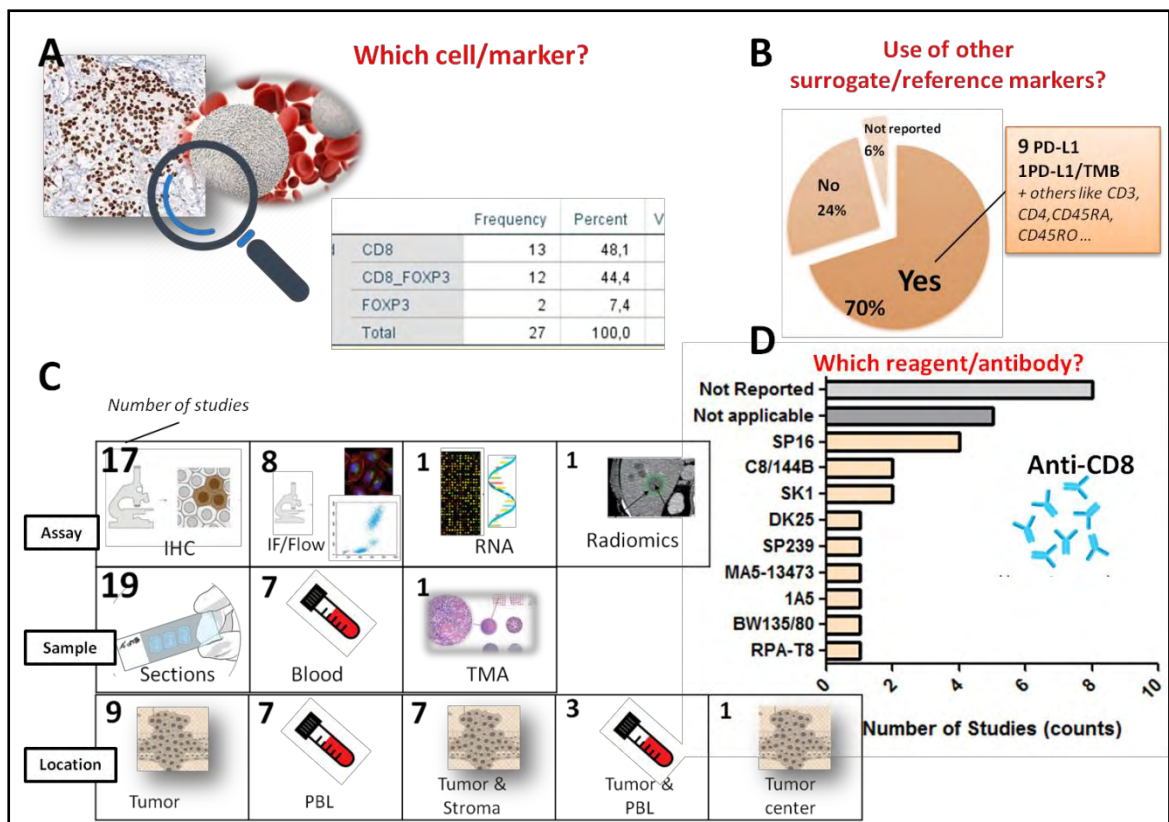 A
Which cell/marker?
Frequency Percent V
CD8 13 48,1
CD8_FOXP3 12 44,4
FOXP3 2 7,4
Total 27 100,0
B
Use of other
surrogate/reference markers?
Not reported
6%
No
24%
Yes
70%
9 PD-L1
1PD-L1/TMB
+ others like CD3,
CD4,CD45RA,
CD45RO ...
C
Number of studies
Assay
17
IHC
8
IF/Flow
1
RNA
1
Radiomics
Sample
19
Sections
7
Blood
1
TMA
Location
9
Tumor
7
PBL
7
Tumor &
Stroma
3
Tumor &
PBL
1
Tumor
center
D
Which reagent/antibody?
Not Reported
Not applicable
SP16
C8/144B
SK1
DK25
SP239
MA5-13473
1A5
BW135/80
RPA-T8
Anti-CD8
0 2 4 6 8 10
Number of Studies (counts)